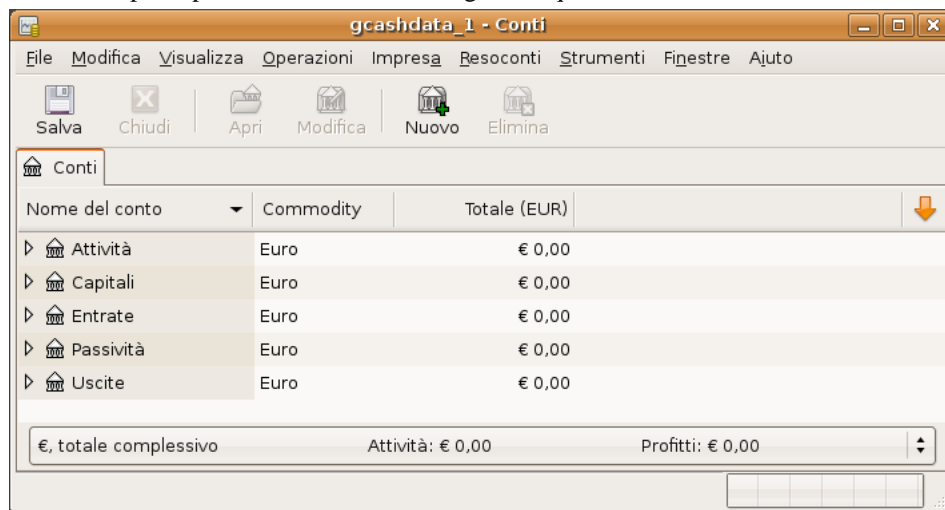 gcashdata_1 - Conti
File Modifica Visualizza Operazioni Impresa Resoconti Strumenti Finestre Aiuto
Salva Chiudi Apri Modifica Nuovo Elimina
Conti
Nome del conto Commodity Totale (EUR)
Attività Euro € 0,00
Capitali Euro € 0,00
Entrate Euro € 0,00
Passività Euro € 0,00
Uscite Euro € 0,00
€, totale complessivo Attività: € 0,00 Profitti: € 0,00